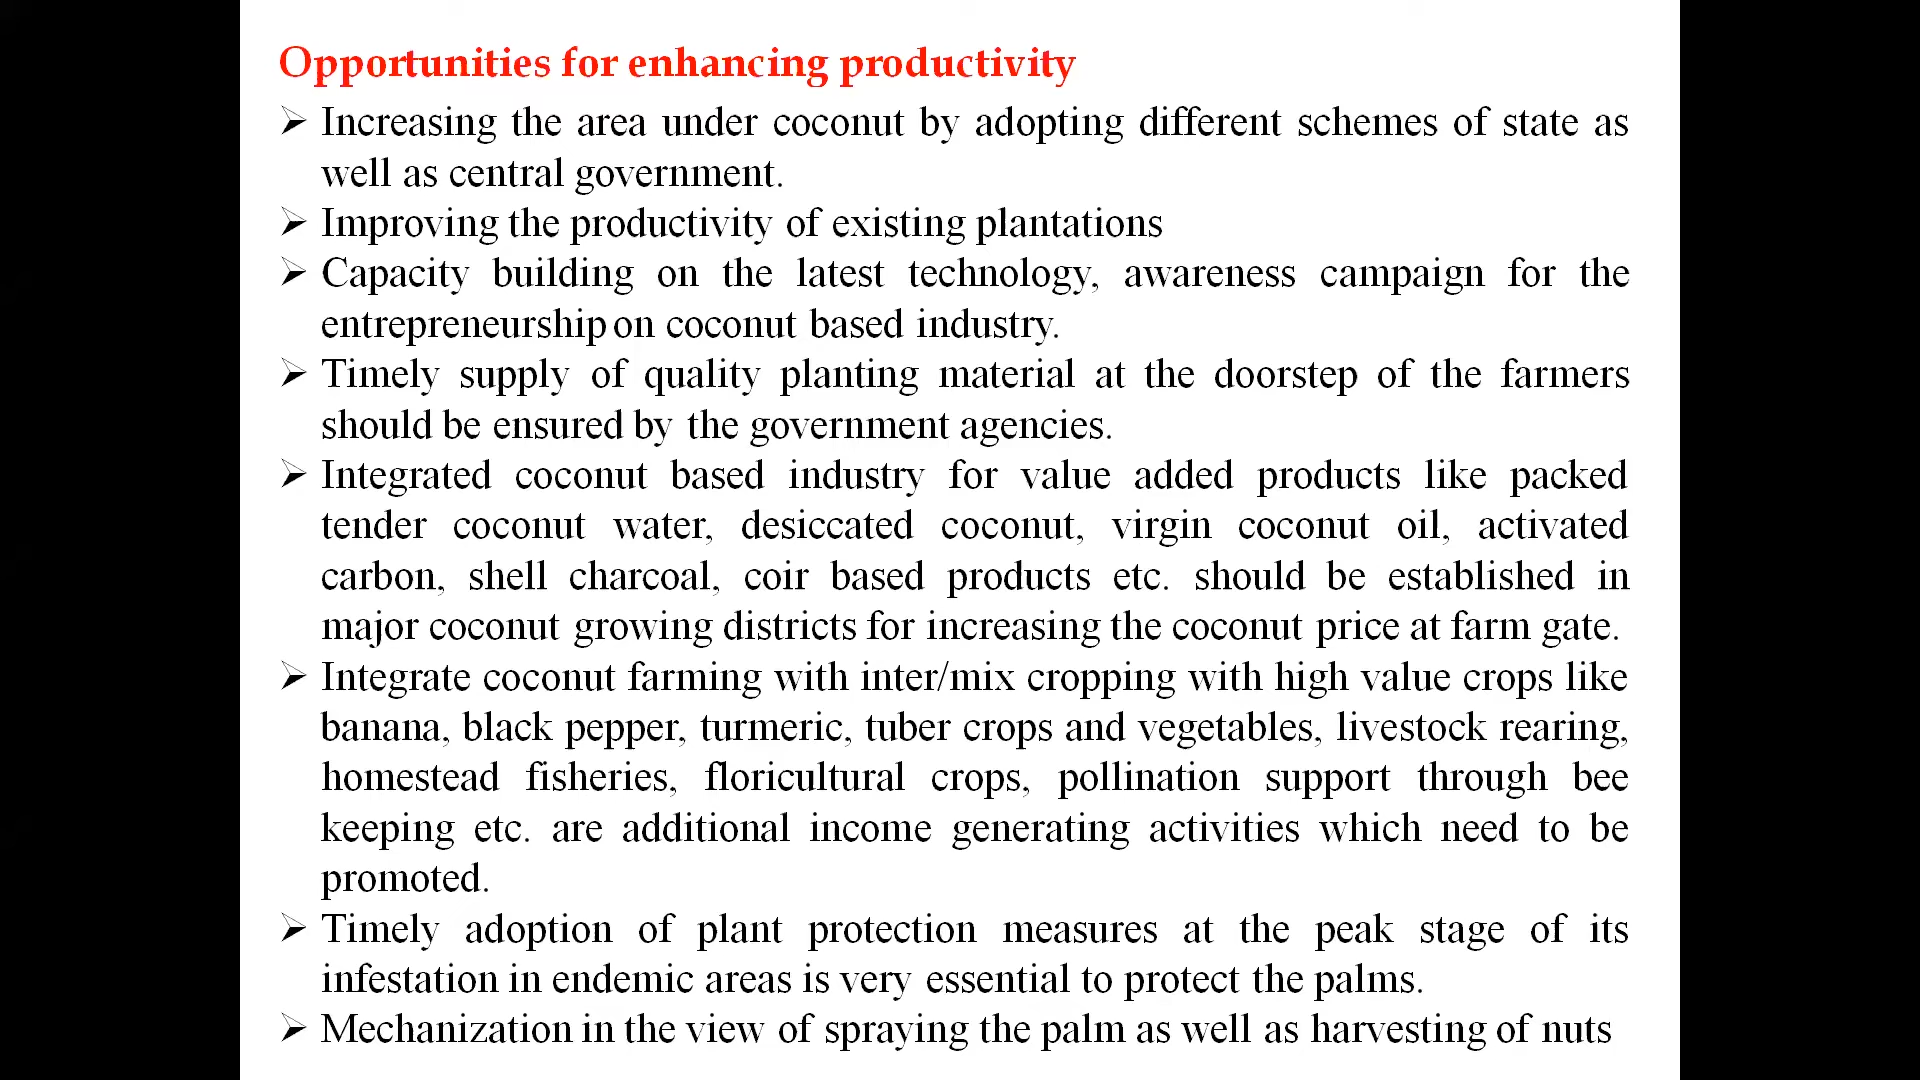 Opportunities for enhancing productivity
➢ Increasing the area under coconut by adopting different schemes of state as
well as central government.
➢ Improving the productivity of existing plantations
➢ Capacity building on the latest technology, awareness campaign for the
entrepreneurship on coconut based industry.
➢ Timely supply of quality planting material at the doorstep of the farmers
should be ensured by the government agencies.
➢ Integrated coconut based industry for value added products like packed
tender coconut water, desiccated coconut, virgin coconut oil, activated
carbon, shell charcoal, coir based products etc. should be established in
major coconut growing districts for increasing the coconut price at farm gate.
➢ Integrate coconut farming with inter/mix cropping with high value crops like
banana, black pepper, turmeric, tuber crops and vegetables, livestock rearing,
homestead fisheries, floricultural crops, pollination support through bee
keeping etc. are additional income generating activities which need to be
promoted.
➢ Timely adoption of plant protection measures at the peak stage of its
infestation in endemic areas is very essential to protect the palms.
➢ Mechanization in the view of spraying the palm as well as harvesting of nuts